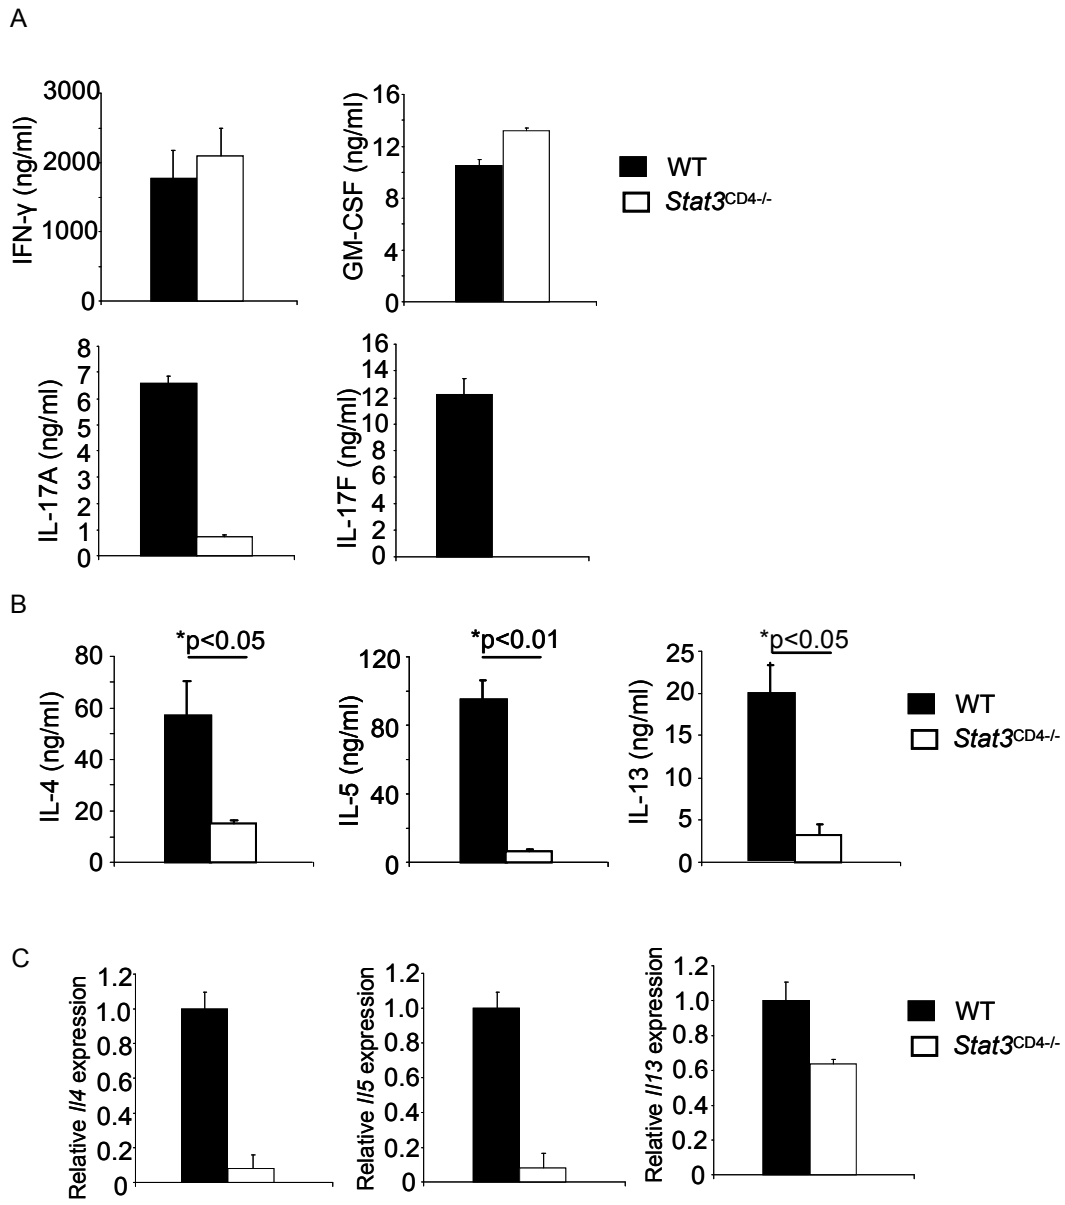 A
IFN-γ (ng/ml)
3000
2000
1000
0
GM-CSF (ng/ml)
16
12
8
4
0
WT
Stat3CD4-/-
IL-17A (ng/ml)
8
7
6
5
4
3
2
1
0
IL-17F (ng/ml)
16
14
12
10
8
6
4
2
0
B
*p<0.05
IL-4 (ng/ml)
80
60
40
20
0
*p<0.01
IL-5 (ng/ml)
120
80
40
0
*p<0.05
IL-13 (ng/ml)
25
20
15
10
5
0
WT
Stat3CD4-/-
C
Relative Il4 expression
1.2
1.0
0.8
0.6
0.4
0.2
0
Relative Il5 expression
1.2
1.0
0.8
0.6
0.4
0.2
0
Relative Il13 expression
1.2
1.0
0.8
0.6
0.4
0.2
0
WT
Stat3CD4-/-